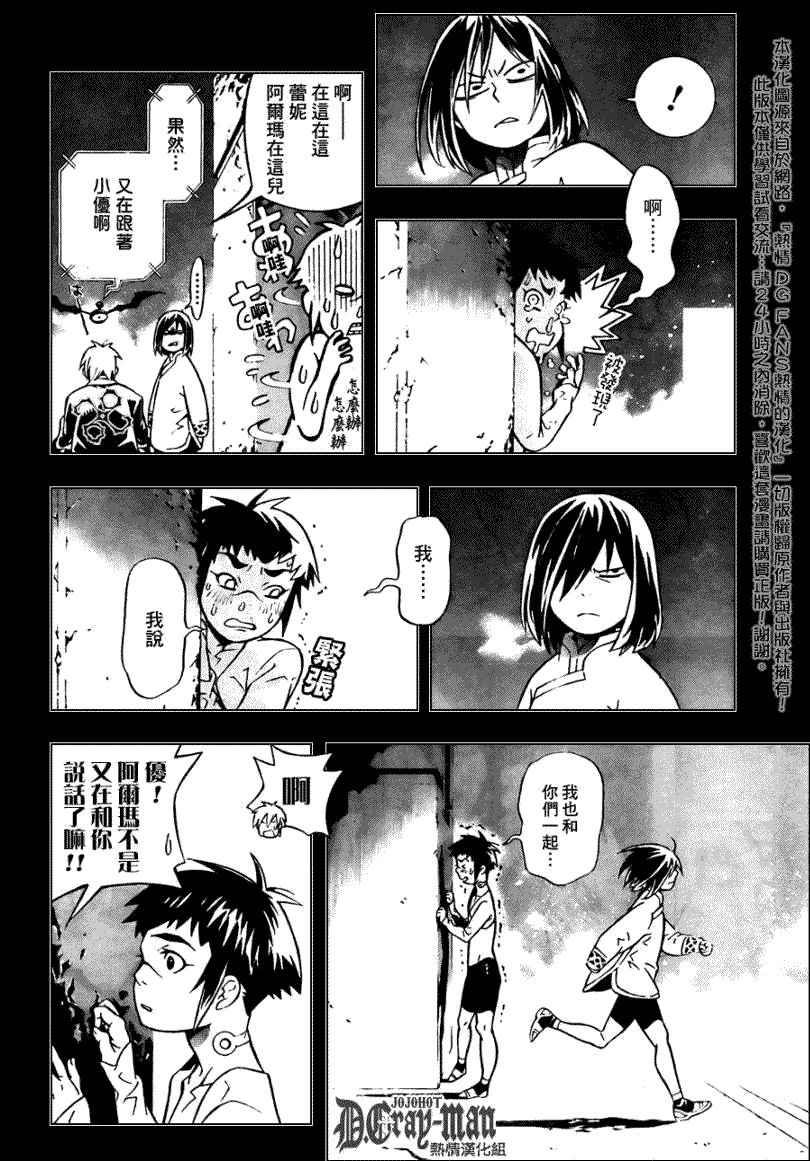 本漢化圖源來自於網路，『熱情DG FANS熱情的漢化』一切版權歸原作者與出版社擁有！
此版本僅供學習試看交流…請24小時之內消除，喜歡這套漫畫請購買正版！謝謝。
！
啊……
被發現了
啊——
在這在這
蕾妮
阿爾瑪在這兒
果然…
又在跟著
小優啊
……
啊哇
啊哇
怎麼辦
怎麼辦
我……
我說
緊張
我也和
你們一起…
啊
優！
阿爾瑪不是
又在和你
說話了嘛!!
JOJOHOT
D.Gray-man
熱情漢化組